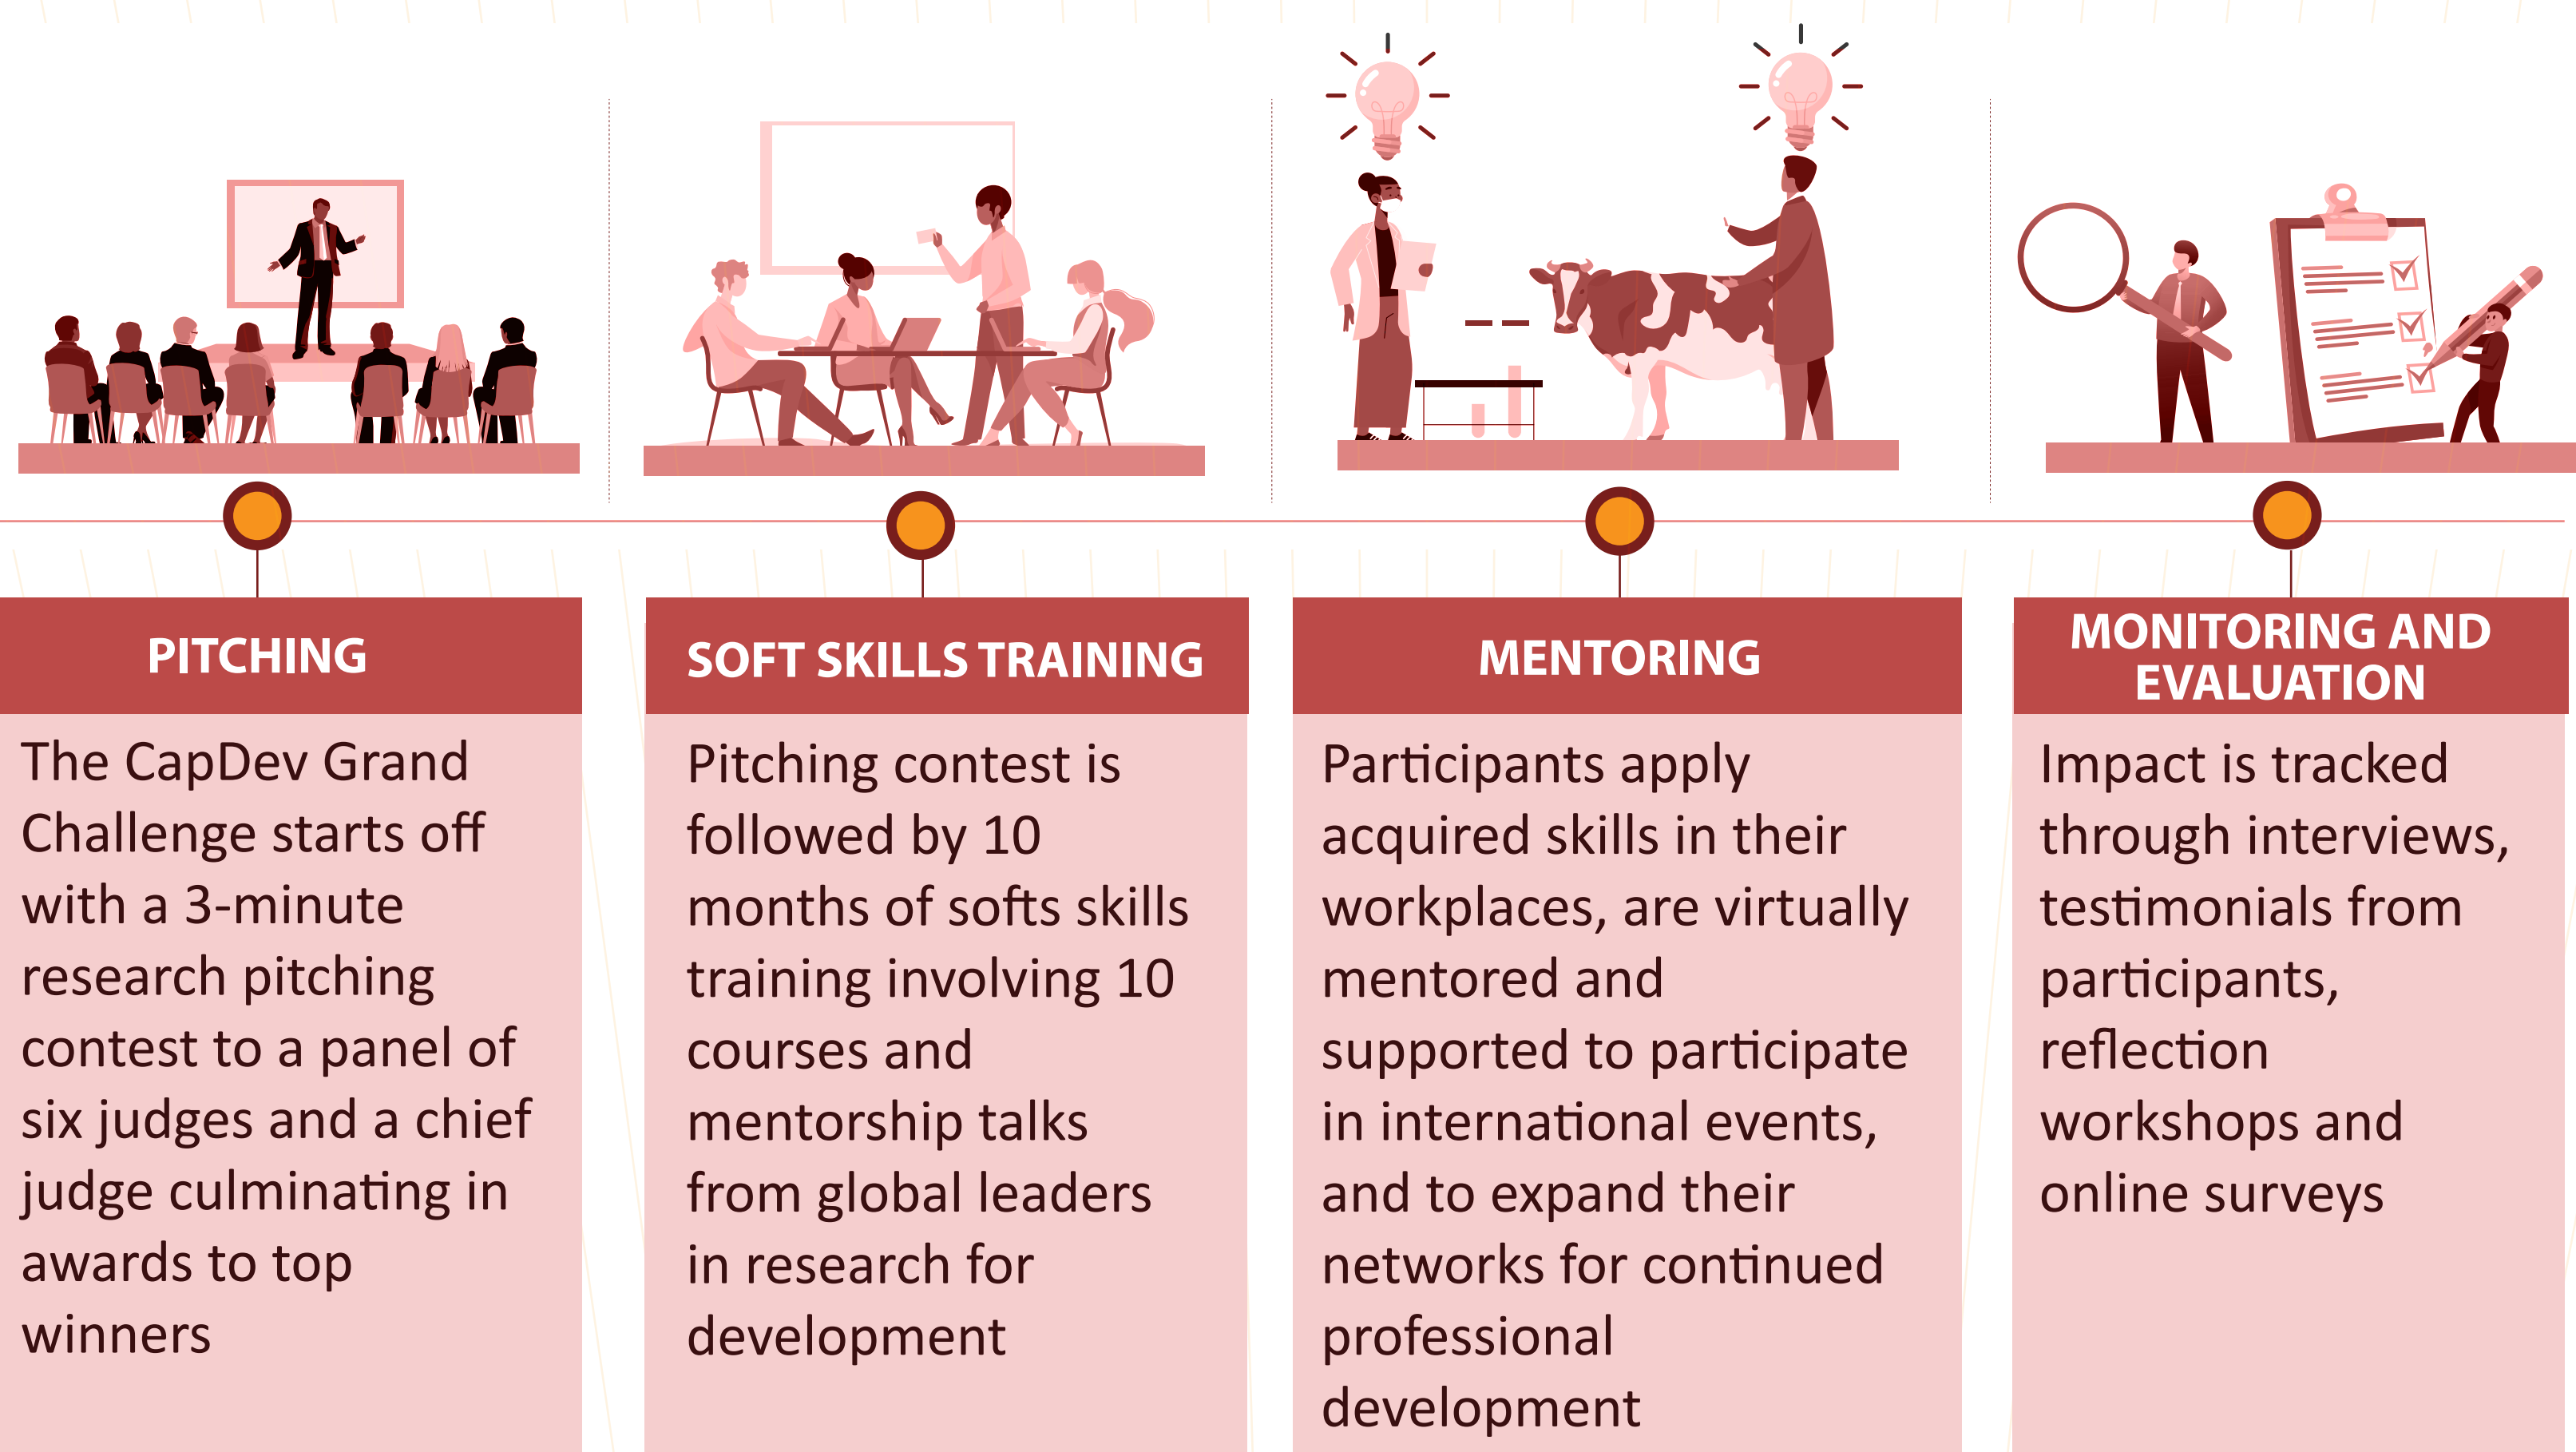 PITCHING
The CapDev Grand
Challenge starts off
with a 3-minute
research pitching
contest to a panel of
six judges and a chief
judge culminating in
awards to top
winners
SOFT SKILLS TRAINING
Pitching contest is
followed by 10
months of softs skills
training involving 10
courses and
mentorship talks
from global leaders
in research for
development
MENTORING
Participants apply
acquired skills in their
workplaces, are virtually
mentored and
supported to participate
in international events,
and to expand their
networks for continued
professional
development
MONITORING AND
EVALUATION
Impact is tracked
through interviews,
testimonials from
participants,
reflection
workshops and
online surveys